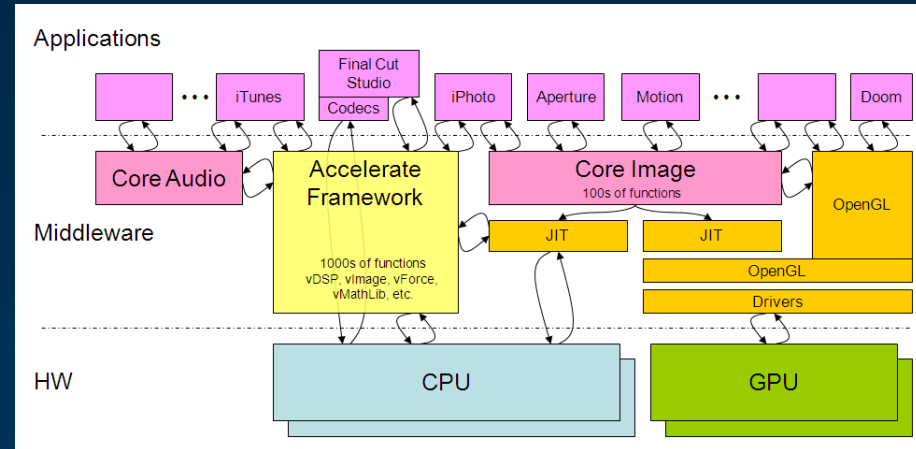 Applications
Final Cut
Studio
Codecs
•••
iTunes
iPhoto
Aperture
Motion
•••
Doom
Core Audio
Accelerate
Framework
1000s of functions
vDSP, vImage, vForce,
vMathLib, etc.
Core Image
100s of functions
OpenGL
Middleware
JIT
JIT
OpenGL
Drivers
HW
CPU
GPU